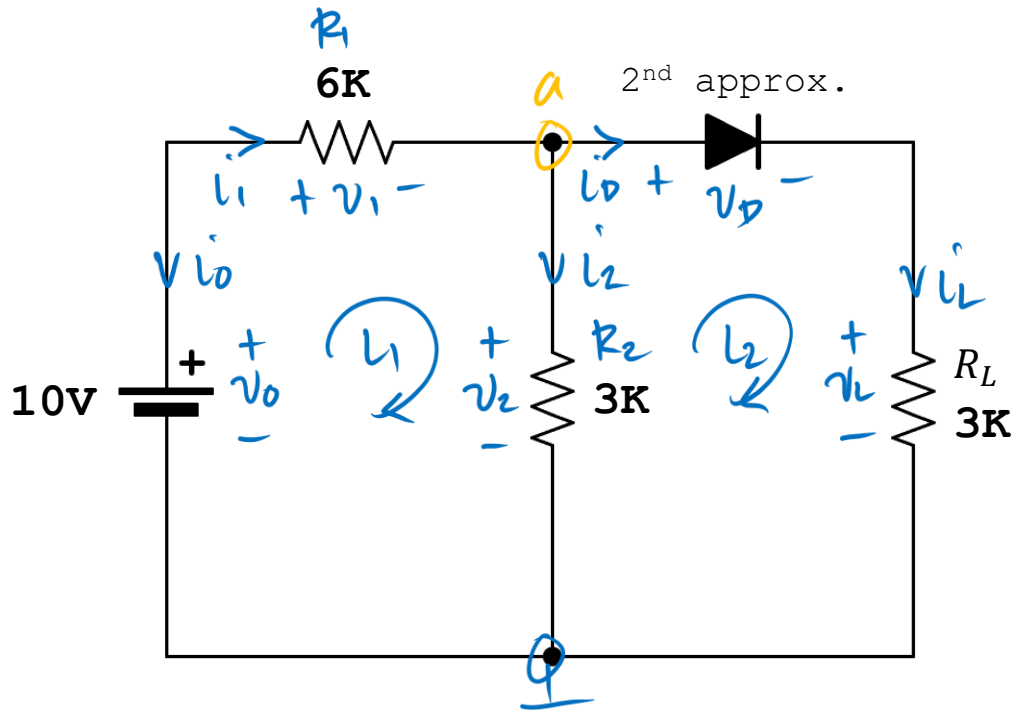 R1
6K
a
2nd approx.
i1
+ v1 −
iD
+ vD −
i0
i2
iL
+
+
v0
−
10V
L1
+
v2
−
R2
3K
L2
+
vL
−
RL
3K